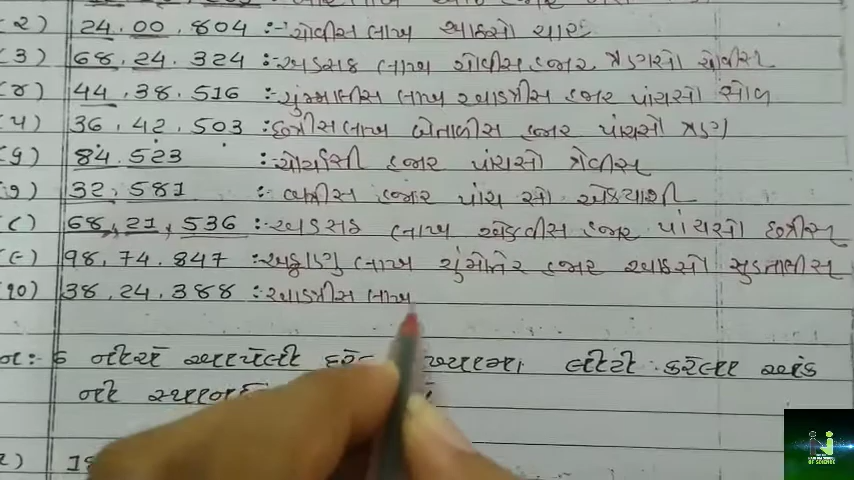 (૨) 24.00.804 :- ચોવીસ લાખ આઠસો ચાર
(૩) 68.24.324 :- અડસઠ લાખ ચોવીસ હજાર ત્રણસો ચોવીસ
(૪) 44.38.516 :- ચુંમાલીસ લાખ આડત્રીસ હજાર પાંચસો સોળ
(૫) 36.42.503 :- છત્રીસ લાખ બેતાલીસ હજાર પાંચસો ત્રણ
(૬) 84.523 :- ચોર્યાસી હજાર પાંચસો ત્રેવીસ
(૭) 32,581 :- બત્રીસ હજાર પાંચ સો એકયાશી
(૮) 68,21,536 :- અડસઠ લાખ એકવીસ હજાર પાંચસો છત્રીસ
(૯) 98.74.847 :- અઠ્ઠાણુ લાખ ચુંમોતેર હજાર આઠસો સુડતાલીસ
(૧૦) 38.24.388 :- આડત્રીસ લાખ
નીચે આપેલી લીટી કરેલા અંક